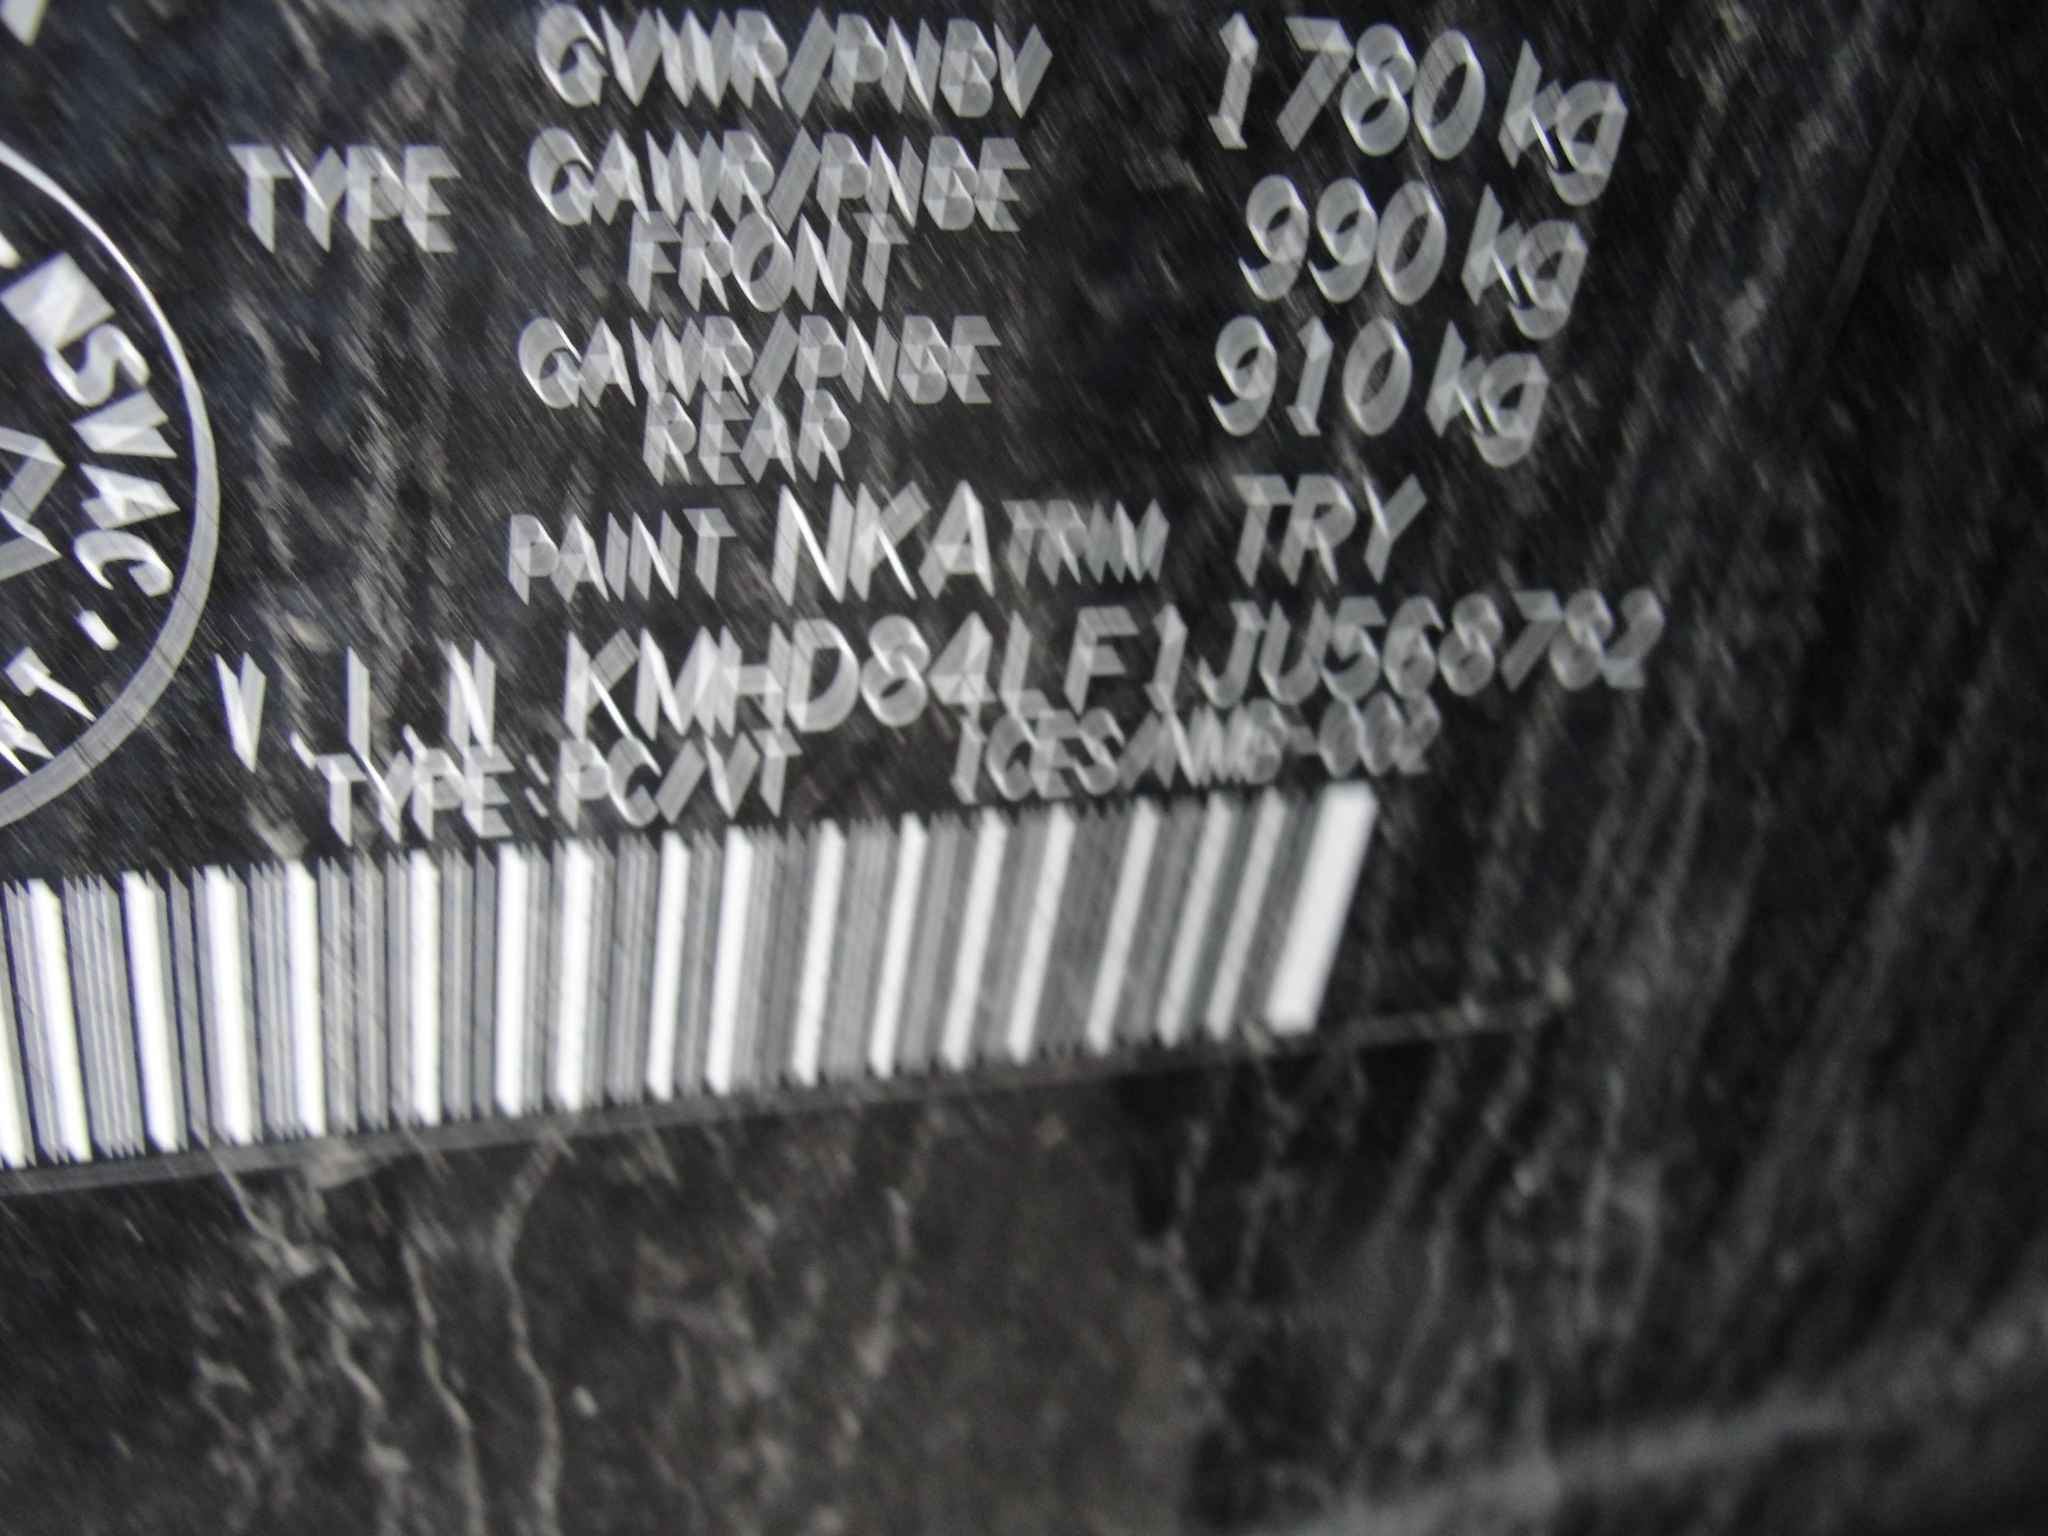 GVWR/PNBV 1780 kg
TYPE GAWR/PNBE FRONT 990 kg
GAWR/PNBE REAR 910 kg
PAINT NKA TRIM TRY
V.I.N KMHD84LF1JU568782
TYPE: PC/VT
NSVAC.